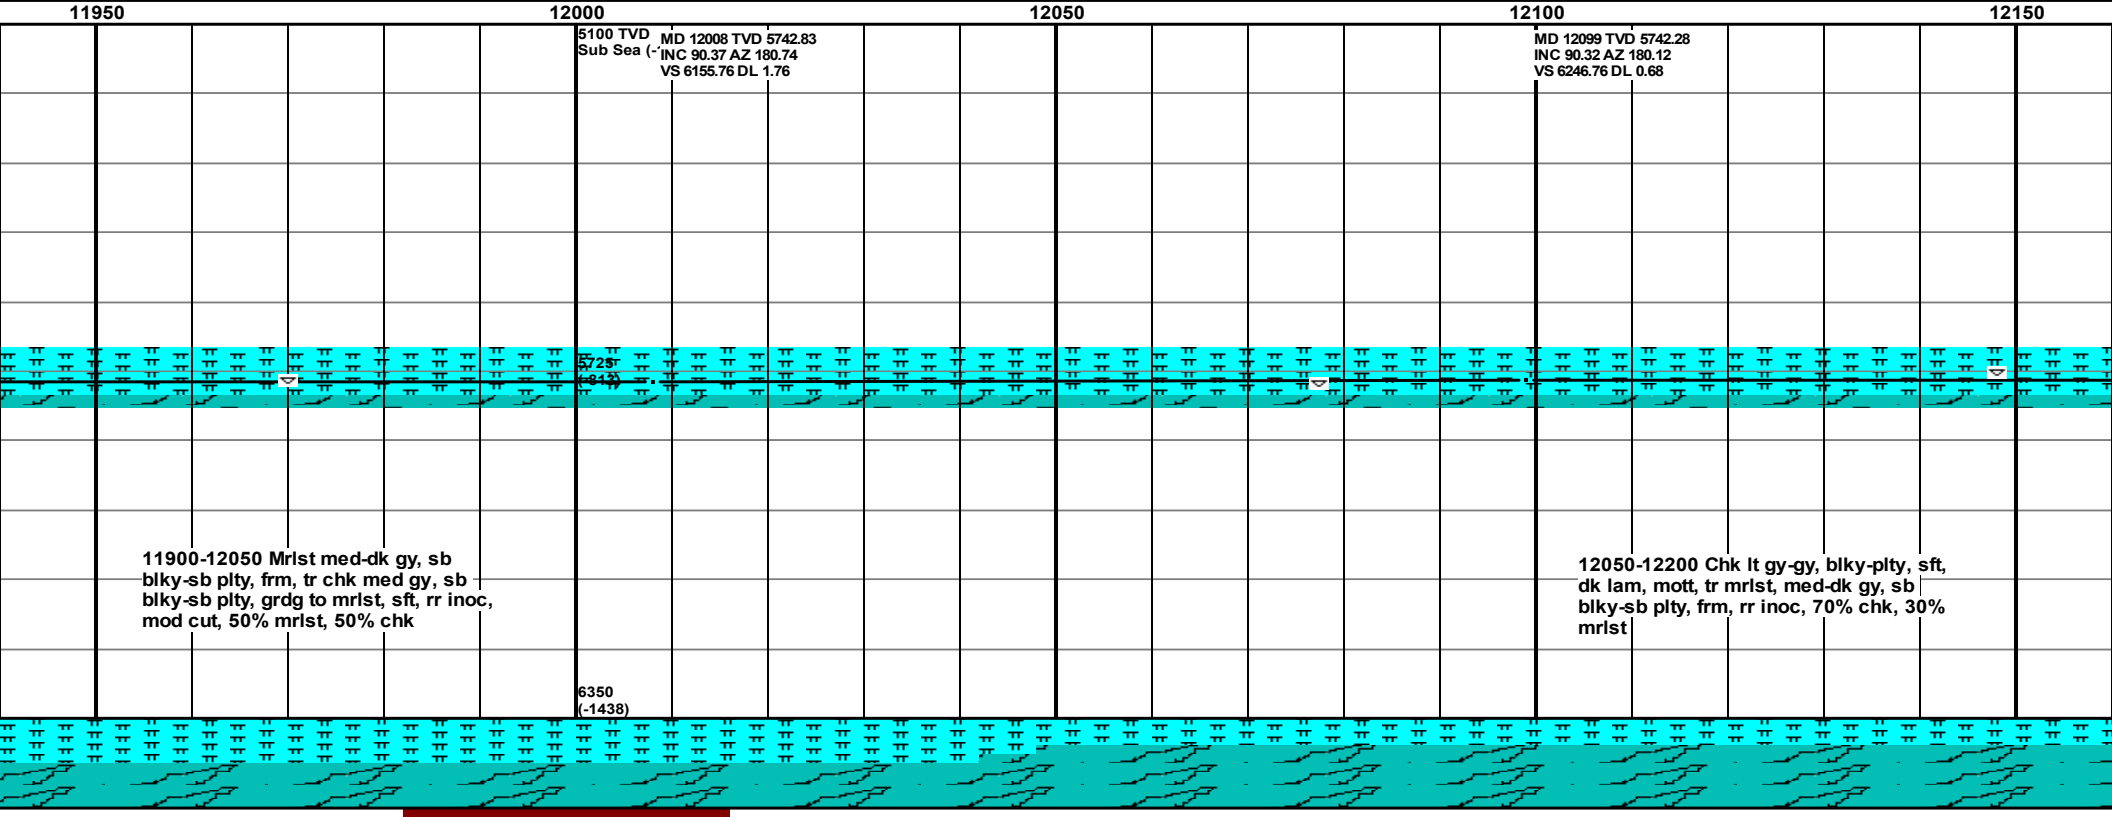 11950 12000 12050 12100 12150
5100 TVD
Sub Sea (-
MD 12008 TVD 5742.83
INC 90.37 AZ 180.74
VS 6155.76 DL 1.76
MD 12099 TVD 5742.28
INC 90.32 AZ 180.12
VS 6246.76 DL 0.68
5725
(-813)
11900-12050 Mrlst med-dk gy, sb
blky-sb plty, frm, tr chk med gy, sb
blky-sb plty, grdg to mrlst, sft, rr inoc,
mod cut, 50% mrlst, 50% chk
12050-12200 Chk lt gy-gy, blky-plty, sft,
dk lam, mott, tr mrlst, med-dk gy, sb
blky-sb plty, frm, rr inoc, 70% chk, 30%
mrlst
6350
(-1438)